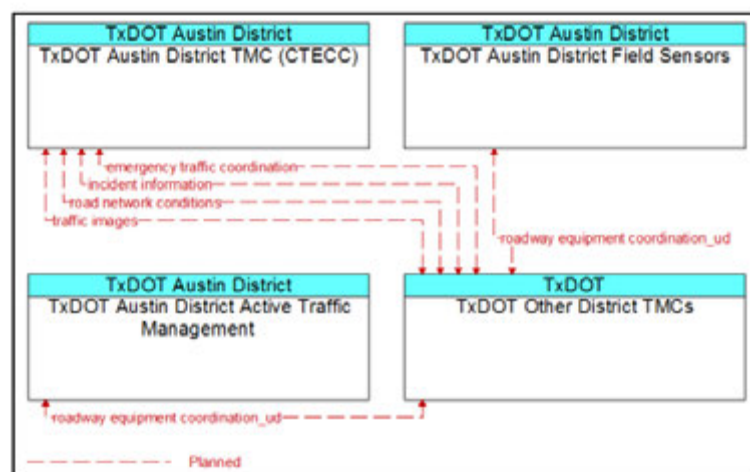 TxDOT Austin District
TxDOT Austin District TMC (CTECC)
TxDOT Austin District
TxDOT Austin District Field Sensors
emergency traffic coordination
incident information
road network conditions
traffic images
roadway equipment coordination_ud
TxDOT Austin District
TxDOT Austin District Active Traffic
Management
TxDOT
TxDOT Other District TMCs
roadway equipment coordination_ud
Planned